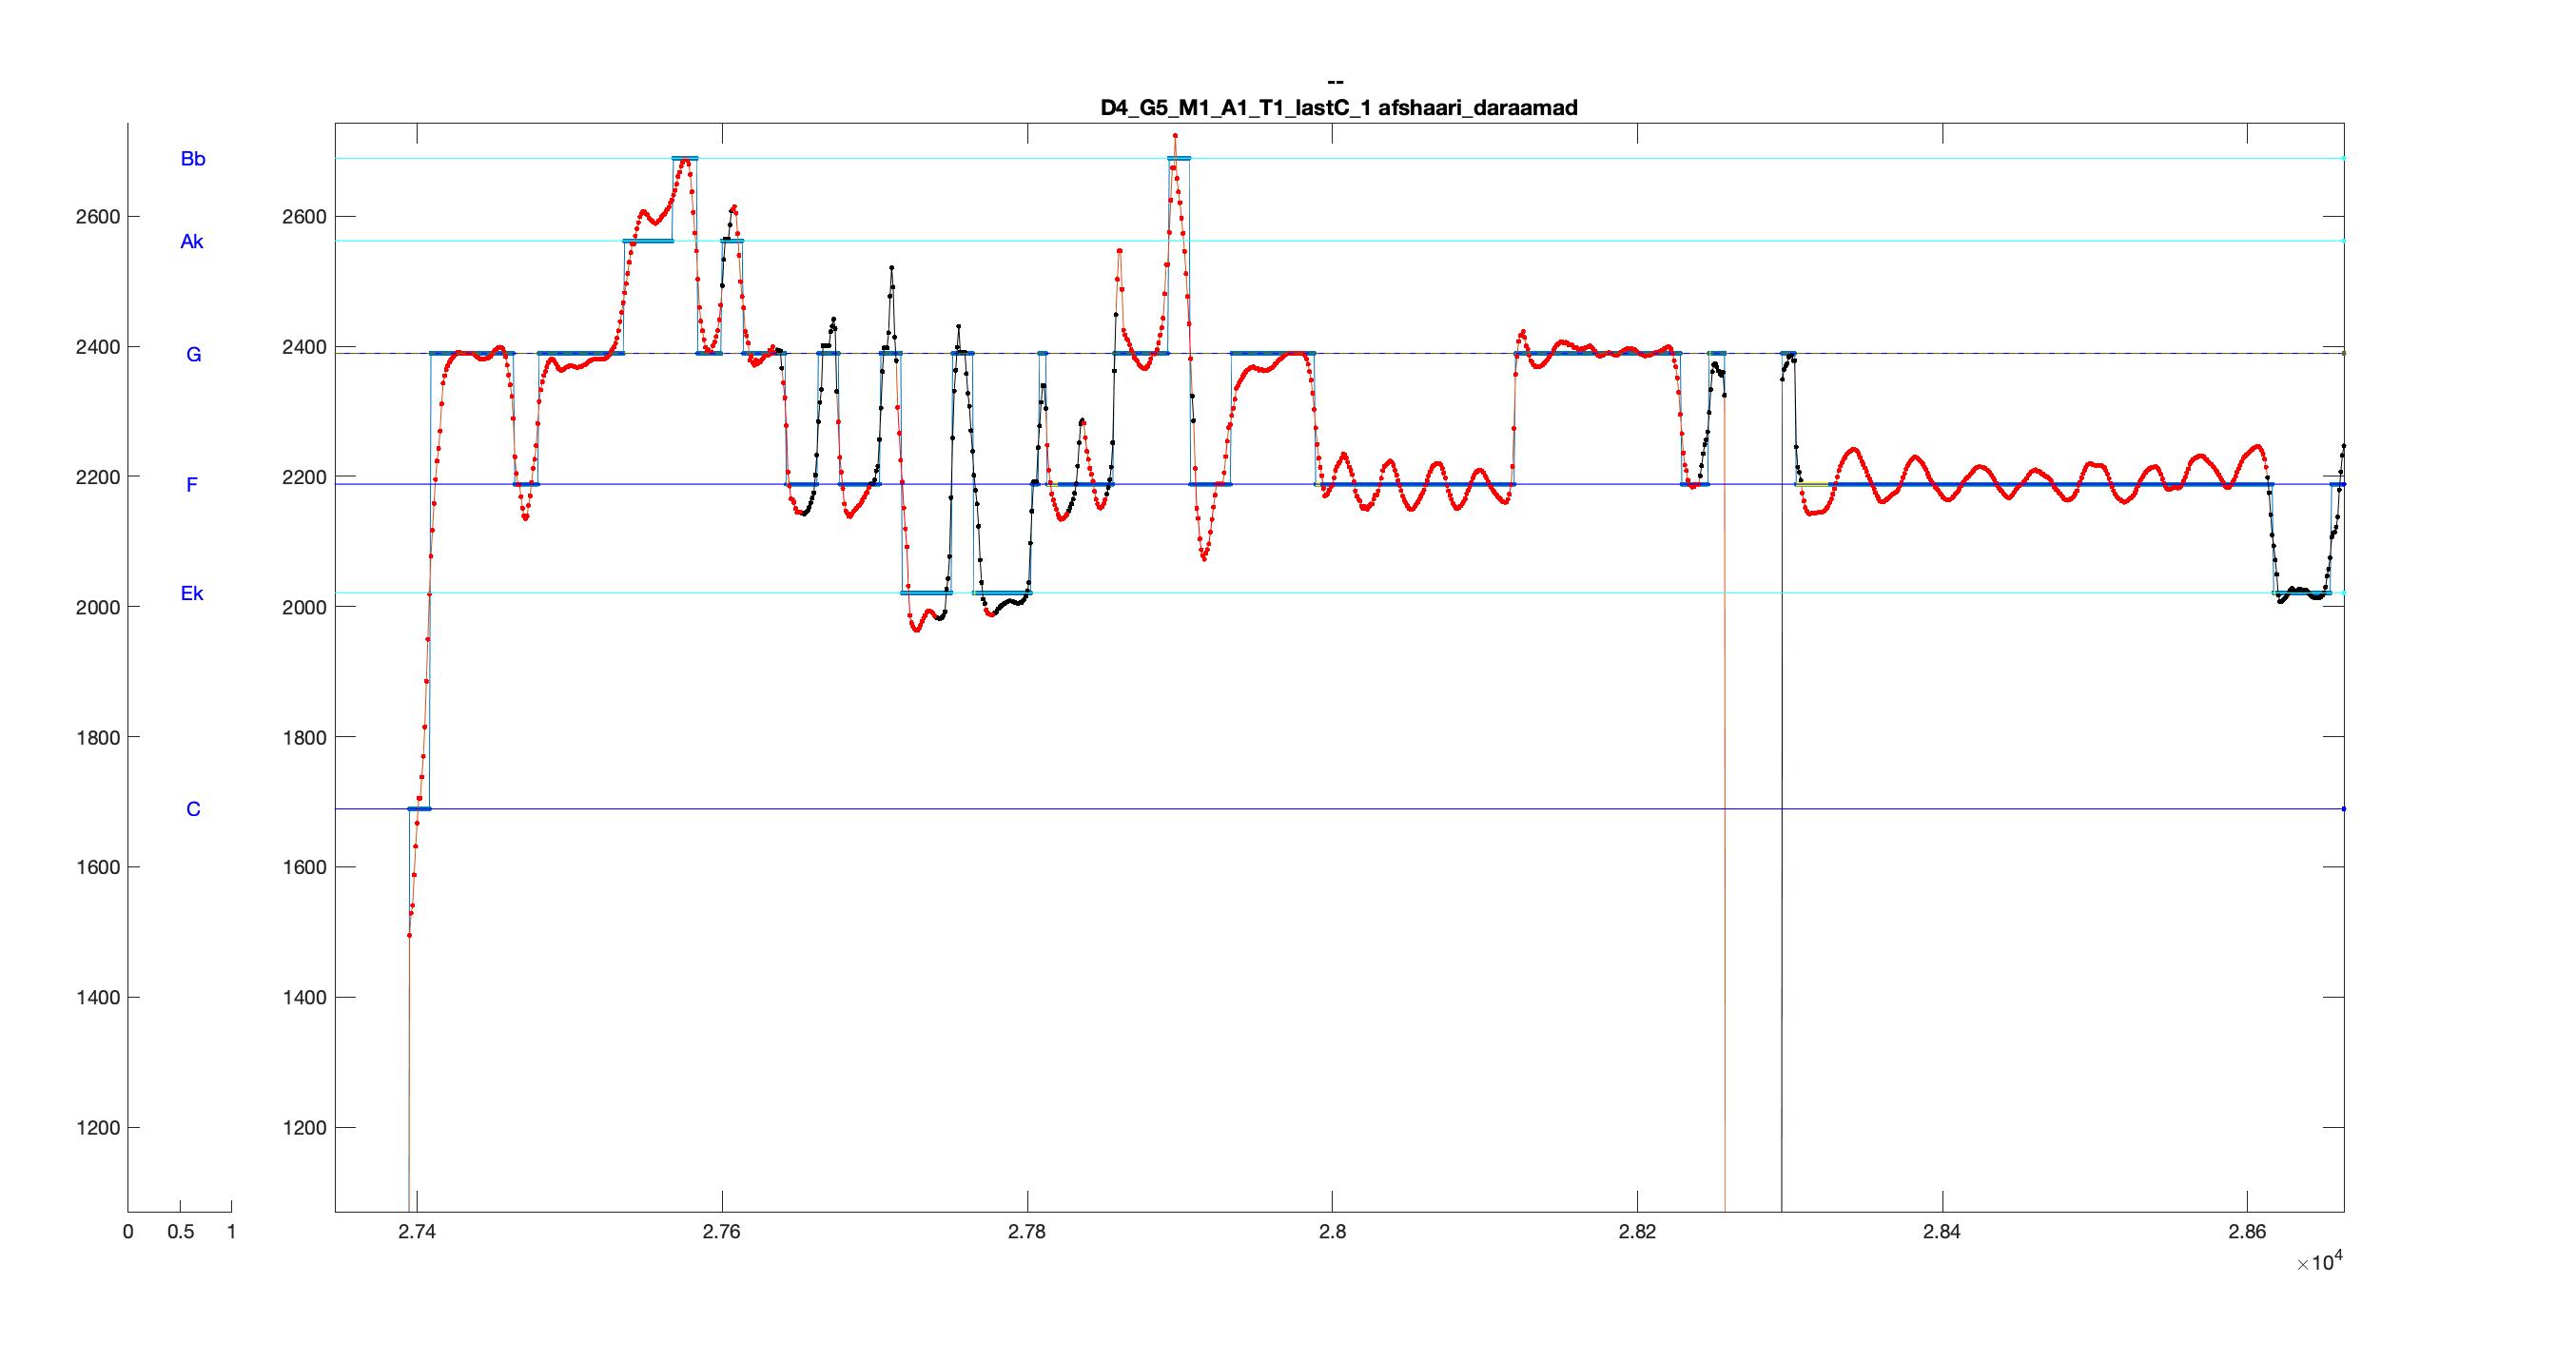 --
D4_G5_M1_A1_T1_lastC_1 afshaari_daraamad
Bb
2600 2600
Ak
2400 G 2400
2200 F 2200
2000 Ek 2000
1800 1800
C
1600 1600
1400 1400
1200 1200
0 0.5 1 2.74 2.76 2.78 2.8 2.82 2.84 2.86
×10^4